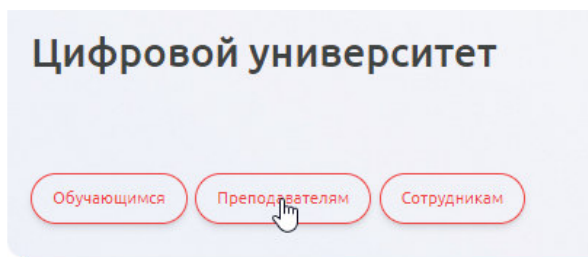 Цифровой университет
Обучающимся Преподавателям Сотрудникам